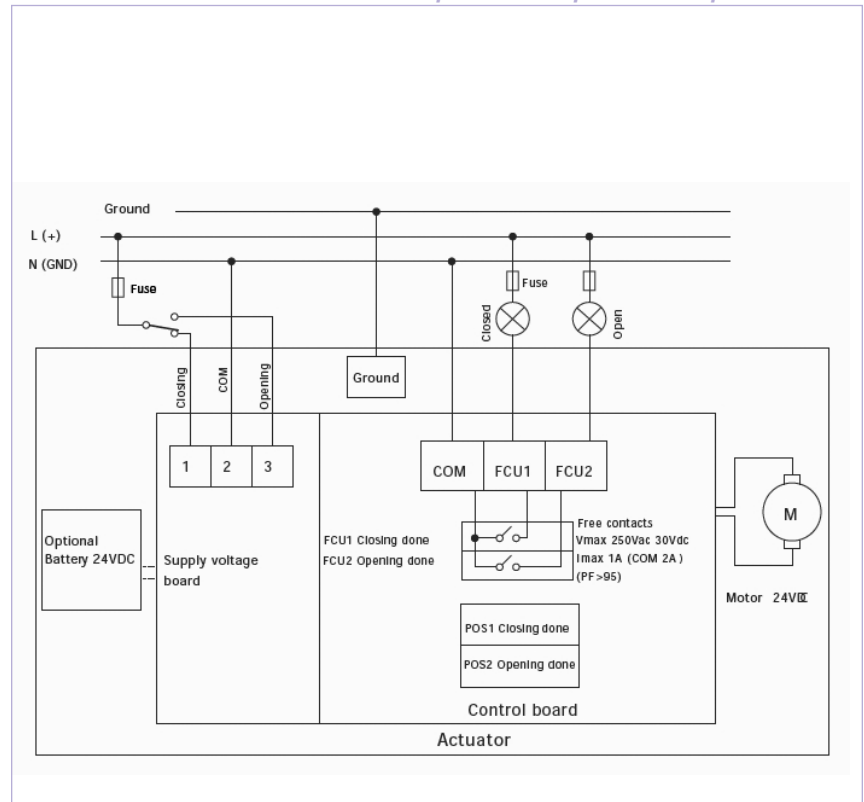 Ground
L (+)
N (GND)
Fuse
Fuse
Closed
Open
Closing
COM
Opening
Ground
1 2 3
COM FCU1 FCU2
Optional
Battery 24VDC
Supply voltage
board
FCU1 Closing done
FCU2 Opening done
Free contacts
Vmax 250Vac 30Vdc
Imax 1A (COM 2A)
(PF>95)
M
Motor 24VDC
POS1 Closing done
POS2 Opening done
Control board
Actuator